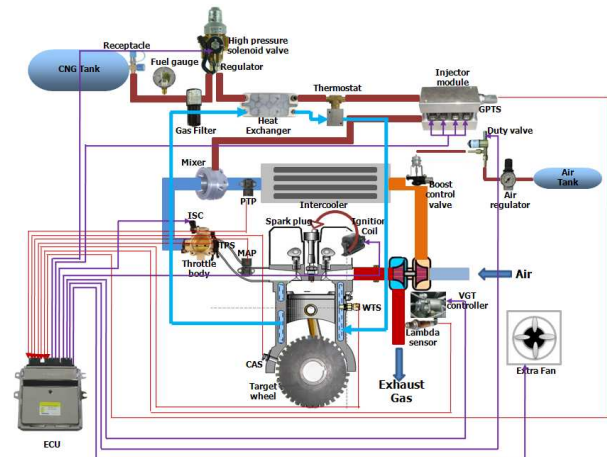 High pressure
solenoid valve
Receptacle
Fuel gauge
CNG Tank
Regulator
Thermostat
Injector
module
GPTS
Gas Filter
Heat
Exchanger
Duty valve
Mixer
Air
Tank
Air
regulator
PTP
Intercooler
Boost
control
valve
ISC
Spark plug
Ignition
Coil
TPS
MAP
Throttle
body
Air
VGT
controller
WTS
Lambda
sensor
CAS
Target
wheel
Exhaust
Gas
Extra Fan
ECU